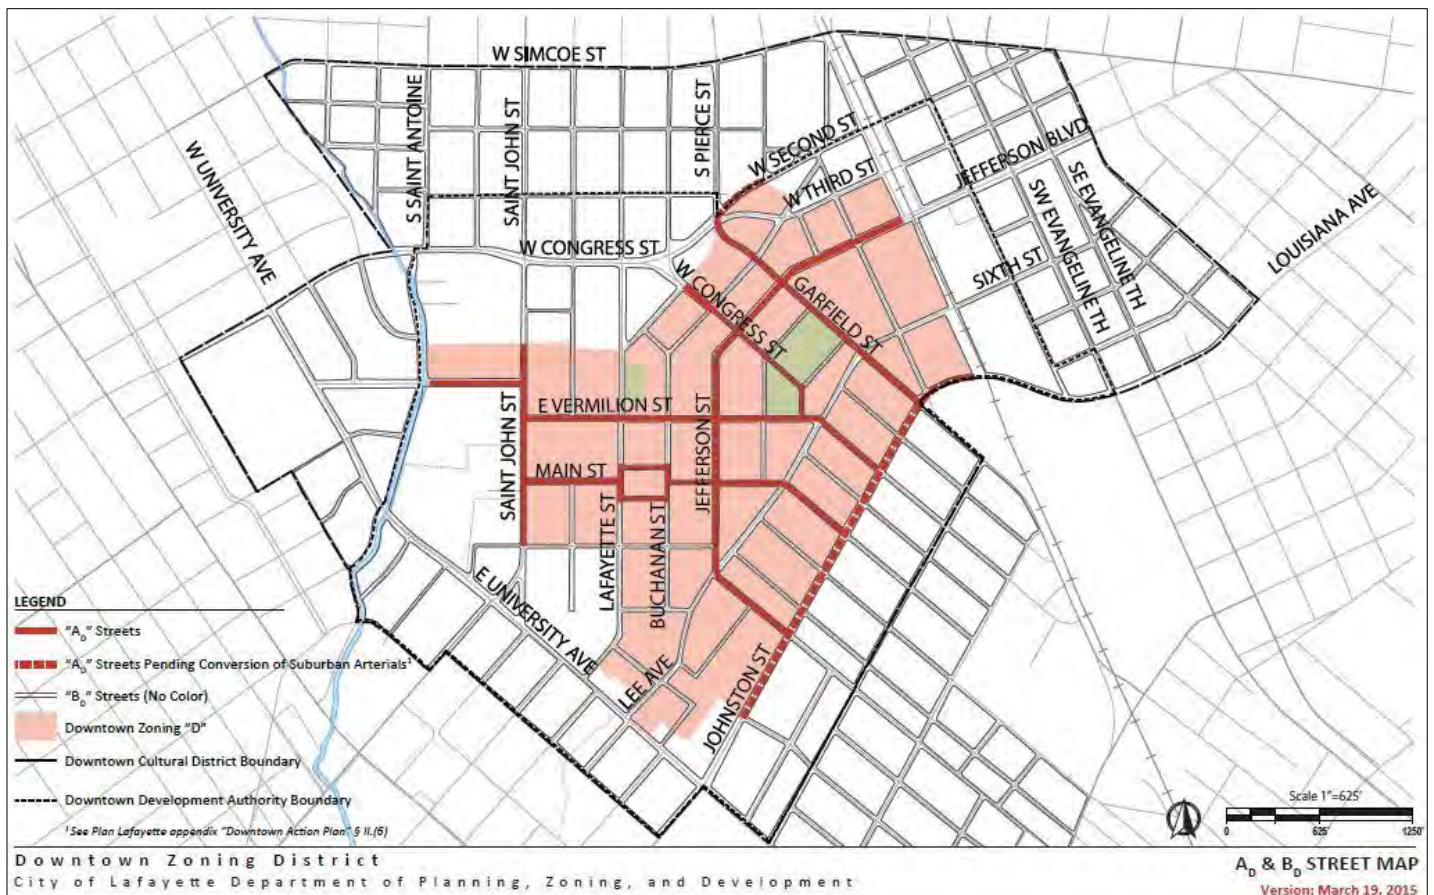 W SIMCOE ST
S SAINT ANTOINE
SAINT JOHN ST
S PIERCE ST
W SECOND ST
W THIRD ST
JEFFERSON BLVD
W UNIVERSITY AVE
W CONGRESS ST
SE EVANGELINE TH
SW EVANGELINE TH
LOUISIANA AVE
SIXTH ST
W CONGRESS ST
GARFIELD ST
E VERMILION ST
JEFFERSON ST
SAINT JOHN ST
MAIN ST
LAFAYETTE ST
BUCHANAN ST
E UNIVERSITY AVE
LEE AVE
JOHNSTON ST
LEGEND
"A_D" Streets
"A_D" Streets Pending Conversion of Suburban Arterials¹
"B_D" Streets (No Color)
Downtown Zoning "D"
Downtown Cultural District Boundary
Downtown Development Authority Boundary
¹ See Plan Lafayette appendix "Downtown Action Plan" § II.(6)
Scale 1"=625'
0 625' 1250'
Downtown Zoning District
City of Lafayette Department of Planning, Zoning, and Development
A_D & B_D STREET MAP
Version: March 19, 2015